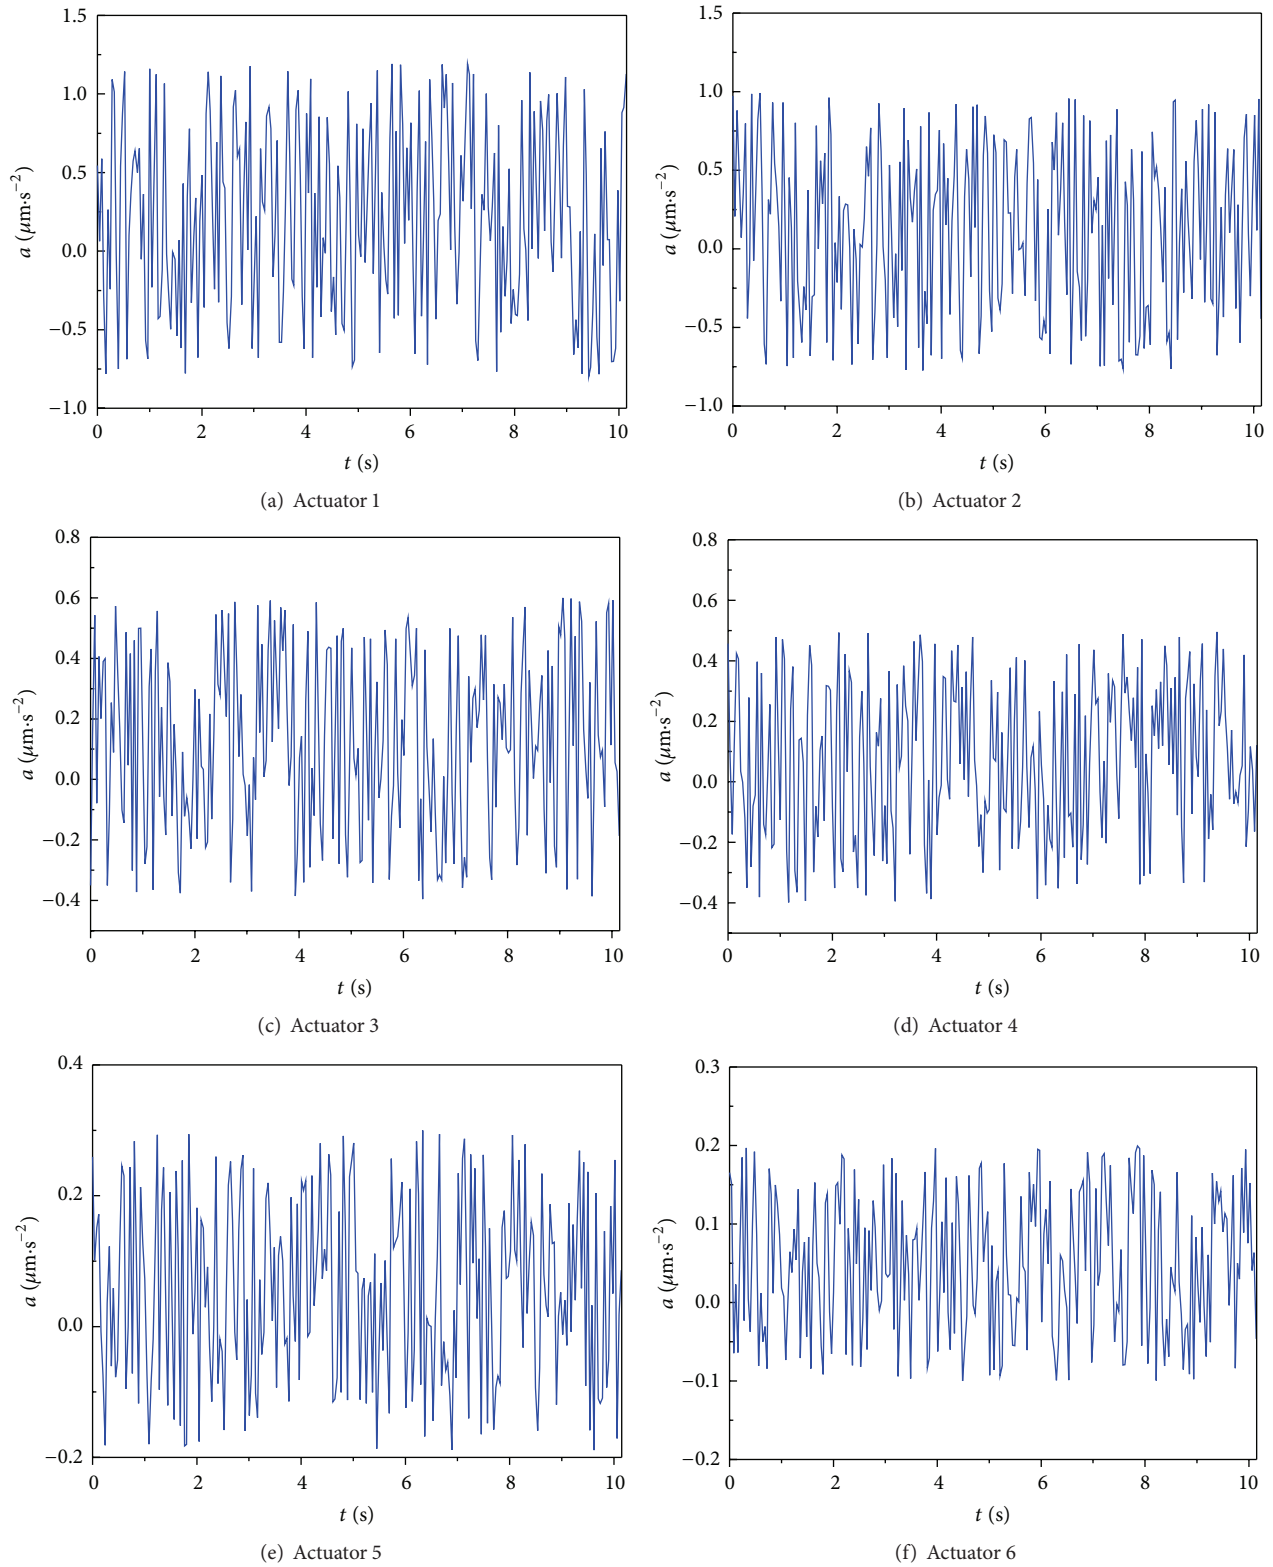 1.5
1.0
0.5
0.0
−0.5
−1.0
a (μm·s⁻²)
0 2 4 6 8 10
t (s)
(a) Actuator 1
1.5
1.0
0.5
0.0
−0.5
−1.0
a (μm·s⁻²)
0 2 4 6 8 10
t (s)
(b) Actuator 2
0.8
0.6
0.4
0.2
0.0
−0.2
−0.4
a (μm·s⁻²)
0 2 4 6 8 10
t (s)
(c) Actuator 3
0.8
0.6
0.4
0.2
0.0
−0.2
−0.4
a (μm·s⁻²)
0 2 4 6 8 10
t (s)
(d) Actuator 4
0.4
0.2
0.0
−0.2
a (μm·s⁻²)
0 2 4 6 8 10
t (s)
(e) Actuator 5
0.3
0.2
0.1
0.0
−0.1
−0.2
a (μm·s⁻²)
0 2 4 6 8 10
t (s)
(f) Actuator 6